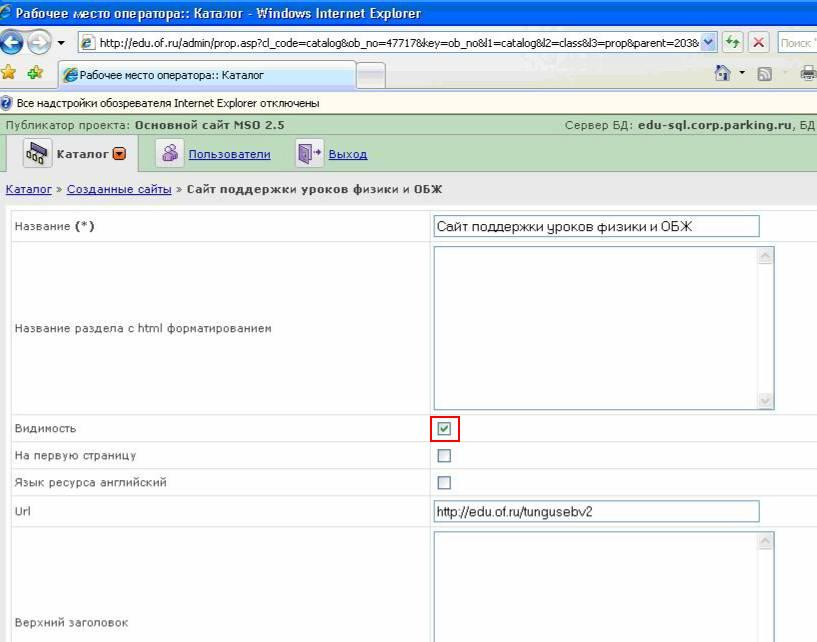 Рабочее место оператора:: Каталог - Windows Internet Explorer
http://edu.of.ru/admin/prop.asp?cl_code=catalog&ob_no=47717&key=ob_no&l1=catalog&l2=class&l3=prop&parent=203&
Поиск
Рабочее место оператора:: Каталог
Все надстройки обозревателя Internet Explorer отключены
Публикатор проекта: Основной сайт MSO 2.5 Сервер БД: edu-sql.corp.parking.ru, БД
Каталог Пользователи Выход
Каталог » Созданные сайты » Сайт поддержки уроков физики и ОБЖ
Название (*) Сайт поддержки уроков физики и ОБЖ
Название раздела с html форматированием
Видимость
На первую страницу
Язык ресурса английский
Url http://edu.of.ru/tungusebv2
Верхний заголовок